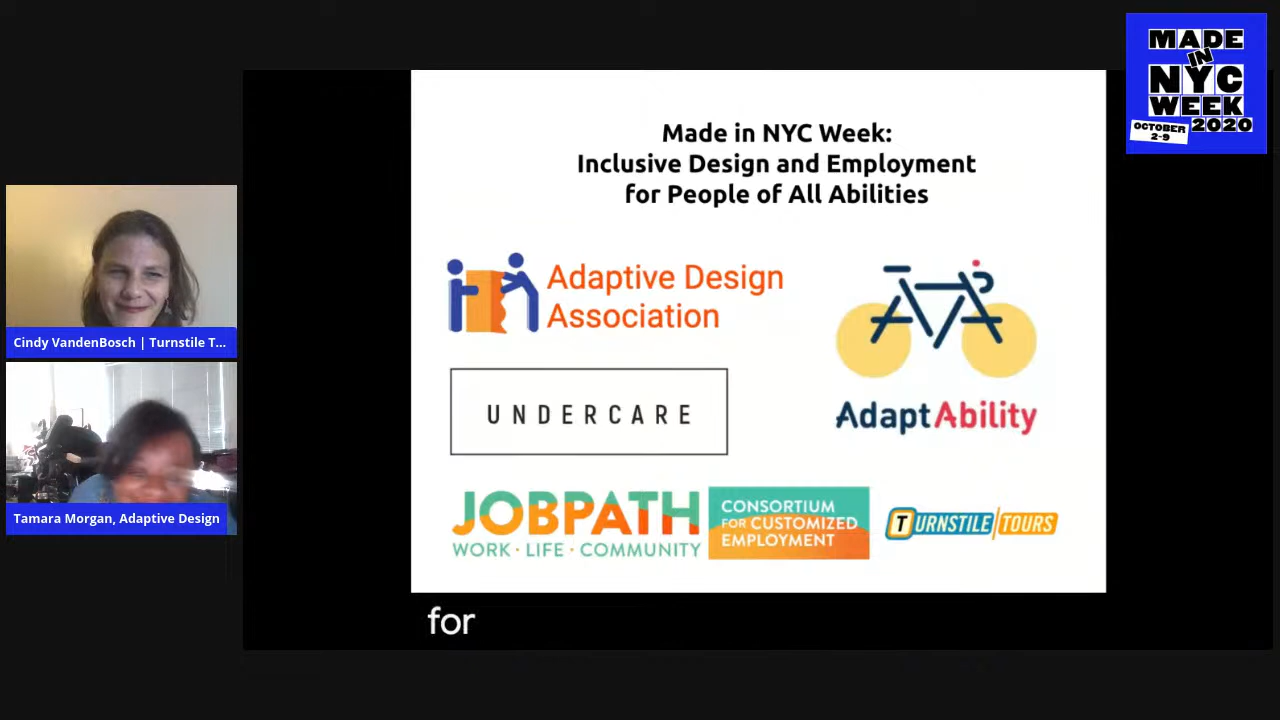 MADE
IN
NYC
WEEK
2020
OCTOBER
2-9
Made in NYC Week:
Inclusive Design and Employment
for People of All Abilities
Adaptive Design
Association
AdaptAbility
UNDERCARE
JOBPATH
WORK · LIFE · COMMUNITY
CONSORTIUM
FOR CUSTOMIZED
EMPLOYMENT
TURNSTILE TOURS
Cindy VandenBosch | Turnstile T...
Tamara Morgan, Adaptive Design
for